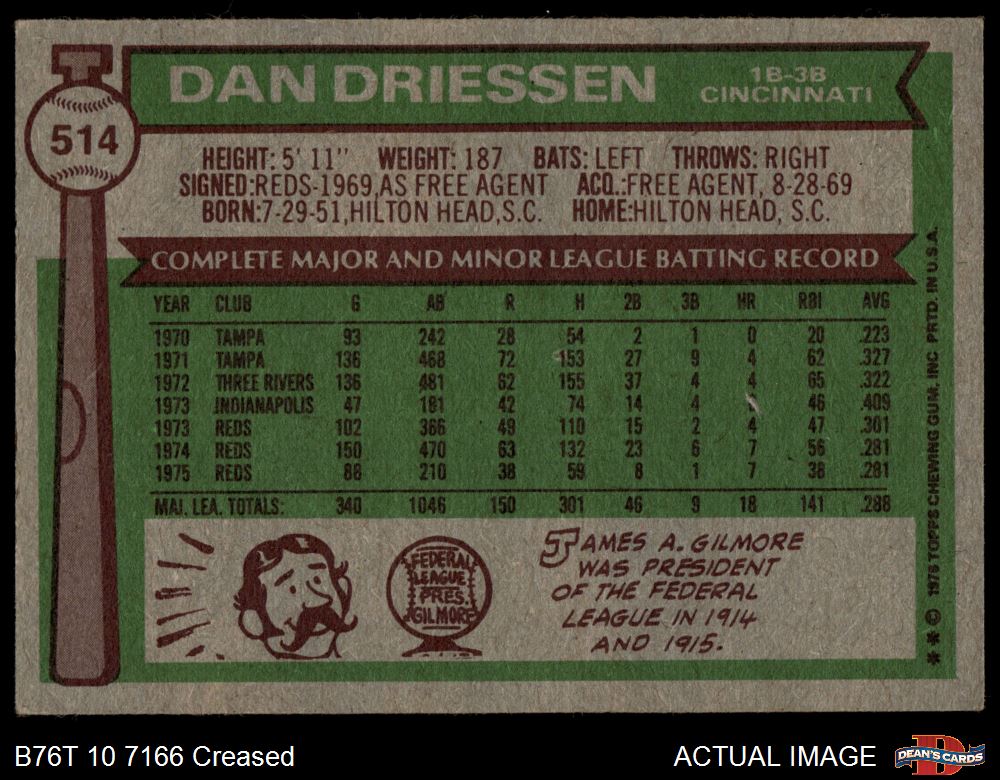 514
DAN DRIESSEN
1B-3B
CINCINNATI
HEIGHT: 5' 11" WEIGHT: 187 BATS: LEFT THROWS: RIGHT
SIGNED:REDS-1969,AS FREE AGENT ACQ.:FREE AGENT, 8-28-69
BORN:7-29-51,HILTON HEAD,S.C. HOME:HILTON HEAD, S.C.
COMPLETE MAJOR AND MINOR LEAGUE BATTING RECORD
YEAR CLUB G AB R H 2B 3B HR RBI AVG
1970 TAMPA 93 242 28 54 2 1 0 20 .223
1971 TAMPA 136 468 72 153 27 9 4 62 .327
1972 THREE RIVERS 136 481 62 155 37 4 4 65 .322
1973 INDIANAPOLIS 47 181 42 74 14 4 46 .409
1973 REDS 102 366 49 110 15 2 4 47 .301
1974 REDS 150 470 63 132 23 6 7 56 .281
1975 REDS 88 210 38 59 8 1 7 38 .281
MAJ. LEA. TOTALS: 340 1046 150 301 46 9 18 141 .288
FEDERAL
LEAGUE
PRES.
GILMORE
JAMES A. GILMORE
WAS PRESIDENT
OF THE FEDERAL
LEAGUE IN 1914
AND 1915.
** © 1976 TOPPS CHEWING GUM, INC PRTD. IN U.S.A.
B76T 10 7166 Creased
ACTUAL IMAGE
D
DEAN'S CARDS